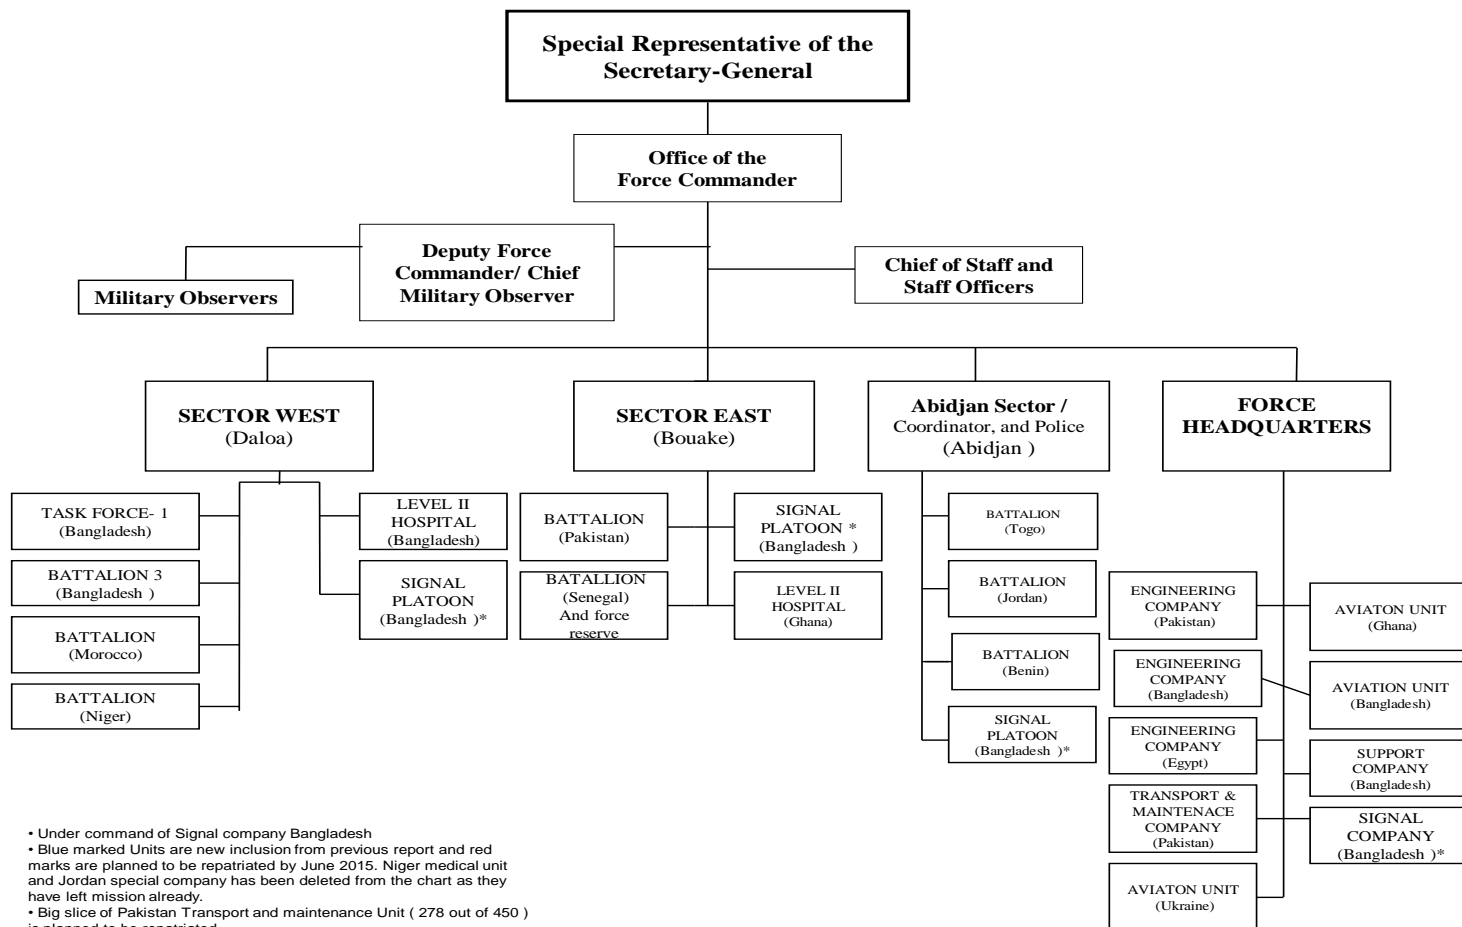 Special Representative of the
Secretary-General
Office of the
Force Commander
Deputy Force
Commander/ Chief
Military Observer
Military Observers
Chief of Staff and
Staff Officers
SECTOR WEST
(Daloa)
SECTOR EAST
(Bouake)
Abidjan Sector /
Coordinator, and Police
(Abidjan )
FORCE
HEADQUARTERS
TASK FORCE- 1
(Bangladesh)
BATTALION 3
(Bangladesh )
BATTALION
(Morocco)
BATTALION
(Niger)
LEVEL II
HOSPITAL
(Bangladesh)
SIGNAL
PLATOON
(Bangladesh )*
BATTALION
(Pakistan)
BATALLION
(Senegal)
And force
reserve
SIGNAL
PLATOON *
(Bangladesh )
LEVEL II
HOSPITAL
(Ghana)
BATTALION
(Togo)
BATTALION
(Jordan)
BATTALION
(Benin)
SIGNAL
PLATOON
(Bangladesh )*
ENGINEERING
COMPANY
(Pakistan)
ENGINEERING
COMPANY
(Bangladesh)
ENGINEERING
COMPANY
(Egypt)
TRANSPORT &
MAINTENACE
COMPANY
(Pakistan)
AVIATON UNIT
(Ukraine)
AVIATON UNIT
(Ghana)
AVIATION UNIT
(Bangladesh)
SUPPORT
COMPANY
(Bangladesh)
SIGNAL
COMPANY
(Bangladesh )*
• Under command of Signal company Bangladesh
• Blue marked Units are new inclusion from previous report and red
marks are planned to be repatriated by June 2015. Niger medical unit
and Jordan special company has been deleted from the chart as they
have left mission already.
• Big slice of Pakistan Transport and maintenance Unit ( 278 out of 450 )
is planned to be repatriated